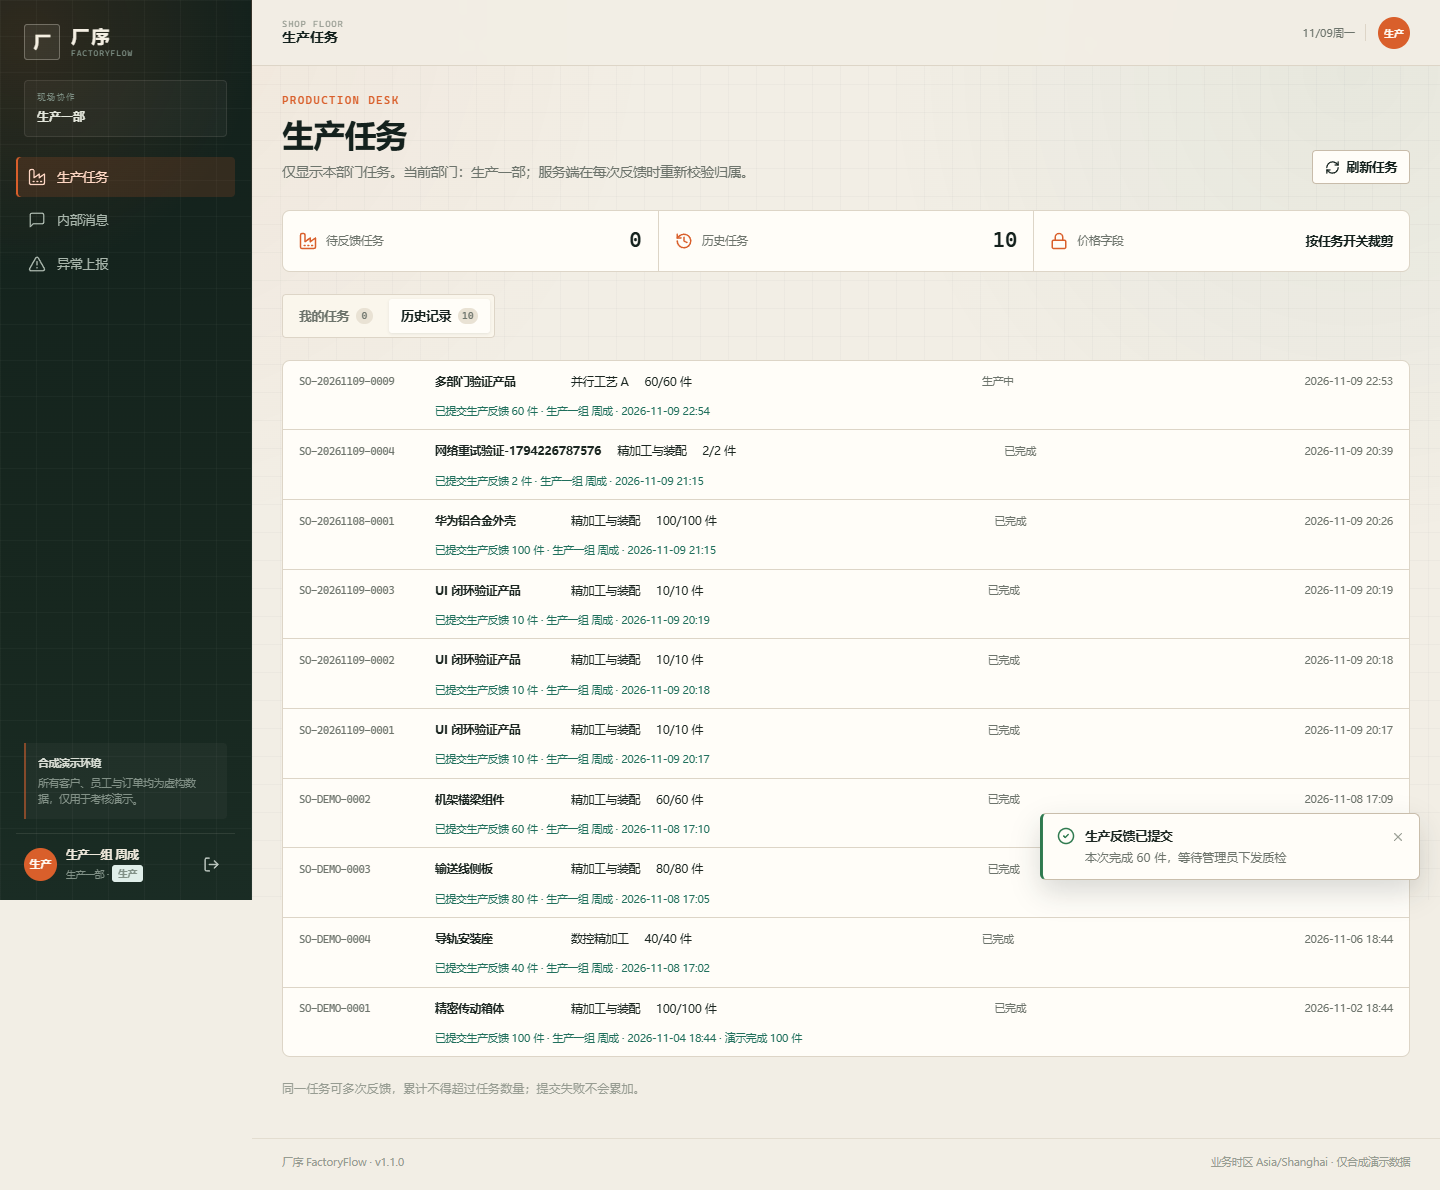 厂 厂序
FACTORYFLOW
现场协作
生产一部
生产任务
内部消息
异常上报
合成演示环境
所有客户、员工与订单均为虚构数
据，仅用于考核演示。
生产 生产一组 周成
生产一部 · 生产
SHOP FLOOR
生产任务
11/09周一 生产
PRODUCTION DESK
生产任务
仅显示本部门任务。当前部门：生产一部；服务端在每次反馈时重新校验归属。
刷新任务
待反馈任务 0 历史任务 10 价格字段 按任务开关裁剪
我的任务 0 历史记录 10
SO-20261109-0009 多部门验证产品 并行工艺 A 60/60 件 生产中 2026-11-09 22:53
已提交生产反馈 60 件 · 生产一组 周成 · 2026-11-09 22:54
SO-20261109-0004 网络重试验证-1794226787576 精加工与装配 2/2 件 已完成 2026-11-09 20:39
已提交生产反馈 2 件 · 生产一组 周成 · 2026-11-09 21:15
SO-20261108-0001 华为铝合金外壳 精加工与装配 100/100 件 已完成 2026-11-09 20:26
已提交生产反馈 100 件 · 生产一组 周成 · 2026-11-09 21:15
SO-20261109-0003 UI 闭环验证产品 精加工与装配 10/10 件 已完成 2026-11-09 20:19
已提交生产反馈 10 件 · 生产一组 周成 · 2026-11-09 20:19
SO-20261109-0002 UI 闭环验证产品 精加工与装配 10/10 件 已完成 2026-11-09 20:18
已提交生产反馈 10 件 · 生产一组 周成 · 2026-11-09 20:18
SO-20261109-0001 UI 闭环验证产品 精加工与装配 10/10 件 已完成 2026-11-09 20:17
已提交生产反馈 10 件 · 生产一组 周成 · 2026-11-09 20:17
SO-DEMO-0002 机架横梁组件 精加工与装配 60/60 件 已完成 2026-11-08 17:09
已提交生产反馈 60 件 · 生产一组 周成 · 2026-11-08 17:10
SO-DEMO-0003 输送线侧板 精加工与装配 80/80 件 已完成
已提交生产反馈 80 件 · 生产一组 周成 · 2026-11-08 17:05
生产反馈已提交
本次完成 60 件，等待管理员下发质检
SO-DEMO-0004 导轨安装座 数控精加工 40/40 件 已完成 2026-11-06 18:44
已提交生产反馈 40 件 · 生产一组 周成 · 2026-11-08 17:02
SO-DEMO-0001 精密传动箱体 精加工与装配 100/100 件 已完成 2026-11-02 18:44
已提交生产反馈 100 件 · 生产一组 周成 · 2026-11-04 18:44 · 演示完成 100 件
同一任务可多次反馈，累计不得超过任务数量；提交失败不会累加。
厂序 FactoryFlow · v1.1.0 业务时区 Asia/Shanghai · 仅合成演示数据